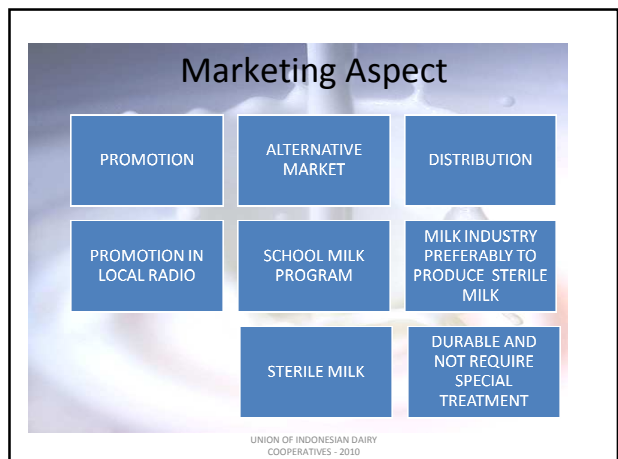 Marketing Aspect
PROMOTION
ALTERNATIVE
MARKET
DISTRIBUTION
PROMOTION IN
LOCAL RADIO
SCHOOL MILK
PROGRAM
MILK INDUSTRY
PREFERABLY TO
PRODUCE STERILE
MILK
STERILE MILK
DURABLE AND
NOT REQUIRE
SPECIAL
TREATMENT
UNION OF INDONESIAN DAIRY
COOPERATIVES - 2010